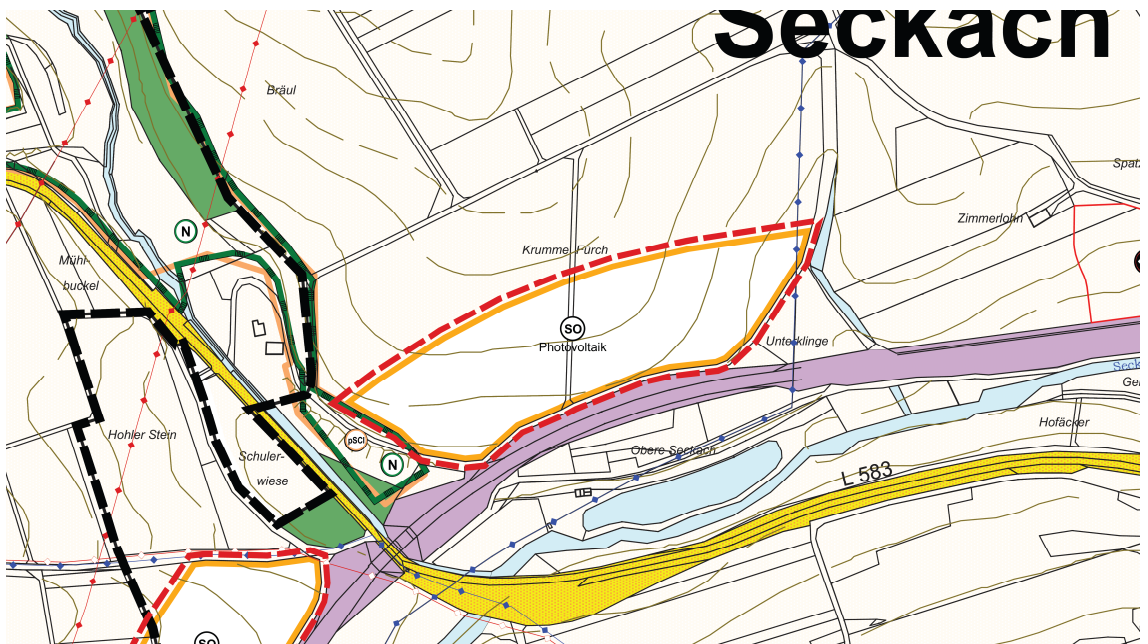 Seckach
Bräul
Spatz
Zimmerlohn
N
Krumme Furch
Mühl-
buckel
SO
Photovoltaik
Unterklinge
Seck
Hofäcker
Hohler Stein
pSCI
N
Schuler-
wiese
Obere Seckach
L 583
SO